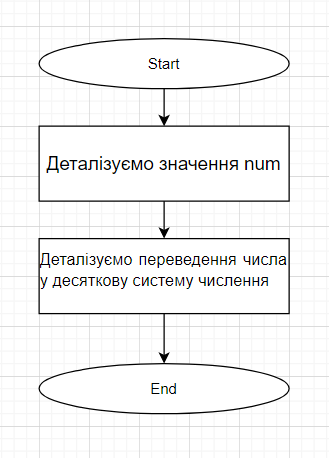 Start
Деталізуємо значення num
Деталізуємо переведення числа
у десяткову систему числення
End